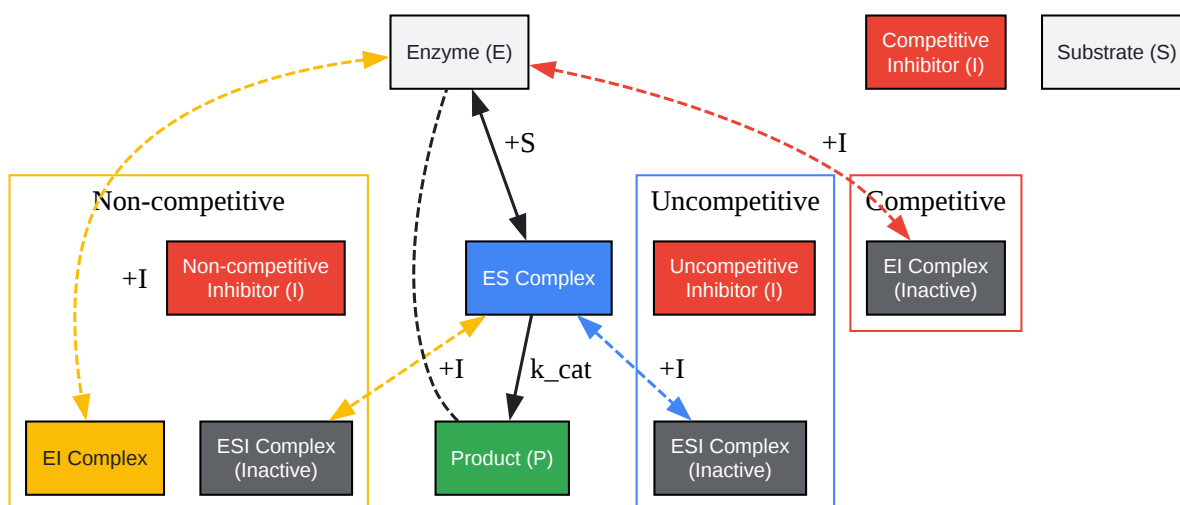 Enzyme (E)
Competitive
Inhibitor (I)
Substrate (S)
+S
+I
Non-competitive
Uncompetitive
Competitive
+I
Non-competitive
Inhibitor (I)
ES Complex
Uncompetitive
Inhibitor (I)
EI Complex
(Inactive)
+I
k_cat
+I
EI Complex
ESI Complex
(Inactive)
Product (P)
ESI Complex
(Inactive)